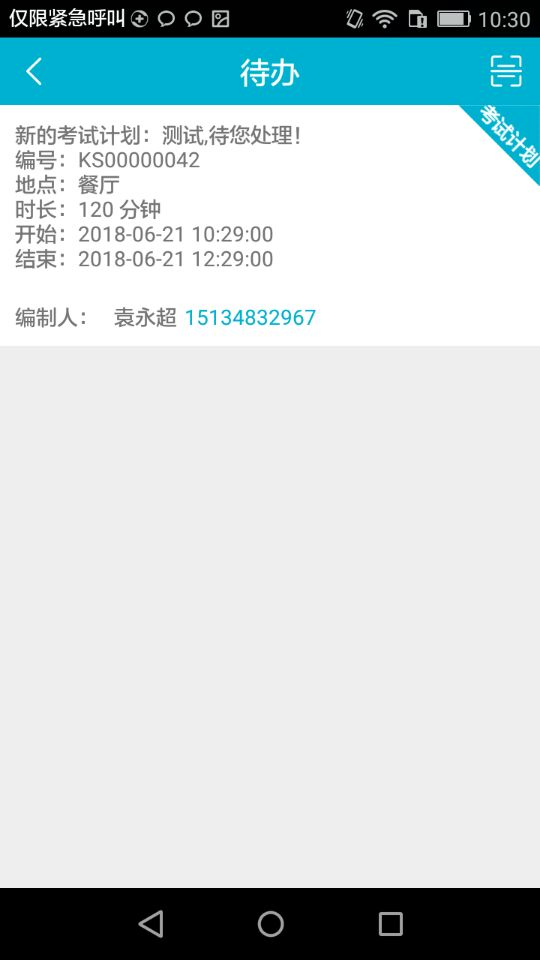 仅限紧急呼叫 10:30
待办
考试计划
新的考试计划：测试,待您处理！
编号：KS00000042
地点：餐厅
时长：120 分钟
开始：2018-06-21 10:29:00
结束：2018-06-21 12:29:00
编制人： 袁永超 15134832967